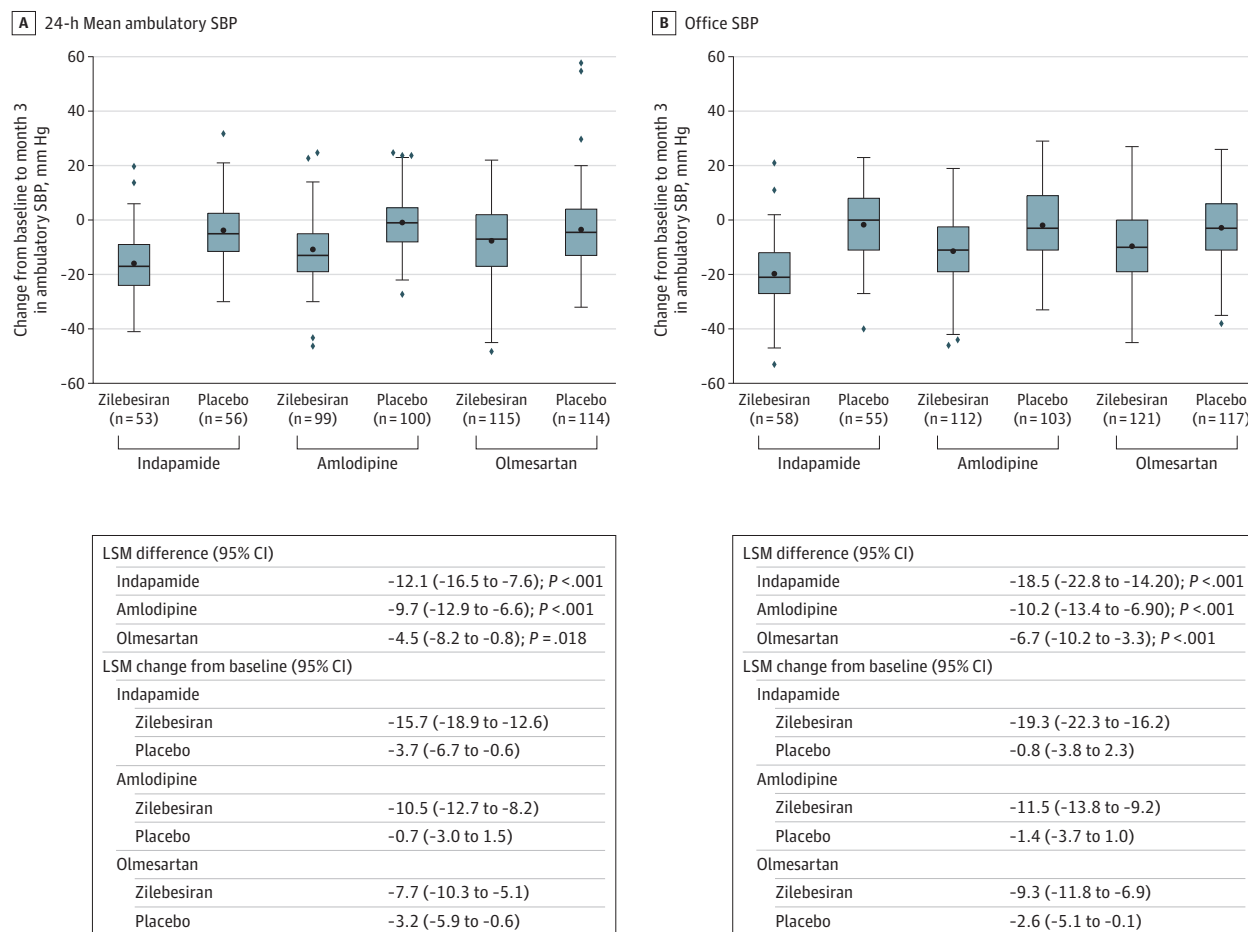 A 24-h Mean ambulatory SBP
Change from baseline to month 3
in ambulatory SBP, mm Hg
60
40
20
0
-20
-40
-60
Zilebesiran Placebo Zilebesiran Placebo Zilebesiran Placebo
(n=53) (n=56) (n=99) (n=100) (n=115) (n=114)
Indapamide Amlodipine Olmesartan
LSM difference (95% CI)
Indapamide -12.1 (-16.5 to -7.6); P <.001
Amlodipine -9.7 (-12.9 to -6.6); P <.001
Olmesartan -4.5 (-8.2 to -0.8); P =.018
LSM change from baseline (95% CI)
Indapamide
Zilebesiran -15.7 (-18.9 to -12.6)
Placebo -3.7 (-6.7 to -0.6)
Amlodipine
Zilebesiran -10.5 (-12.7 to -8.2)
Placebo -0.7 (-3.0 to 1.5)
Olmesartan
Zilebesiran -7.7 (-10.3 to -5.1)
Placebo -3.2 (-5.9 to -0.6)
B Office SBP
Change from baseline to month 3
in ambulatory SBP, mm Hg
60
40
20
0
-20
-40
-60
Zilebesiran Placebo Zilebesiran Placebo Zilebesiran Placebo
(n=58) (n=55) (n=112) (n=103) (n=121) (n=117)
Indapamide Amlodipine Olmesartan
LSM difference (95% CI)
Indapamide -18.5 (-22.8 to -14.20); P <.001
Amlodipine -10.2 (-13.4 to -6.90); P <.001
Olmesartan -6.7 (-10.2 to -3.3); P <.001
LSM change from baseline (95% CI)
Indapamide
Zilebesiran -19.3 (-22.3 to -16.2)
Placebo -0.8 (-3.8 to 2.3)
Amlodipine
Zilebesiran -11.5 (-13.8 to -9.2)
Placebo -1.4 (-3.7 to 1.0)
Olmesartan
Zilebesiran -9.3 (-11.8 to -6.9)
Placebo -2.6 (-5.1 to -0.1)